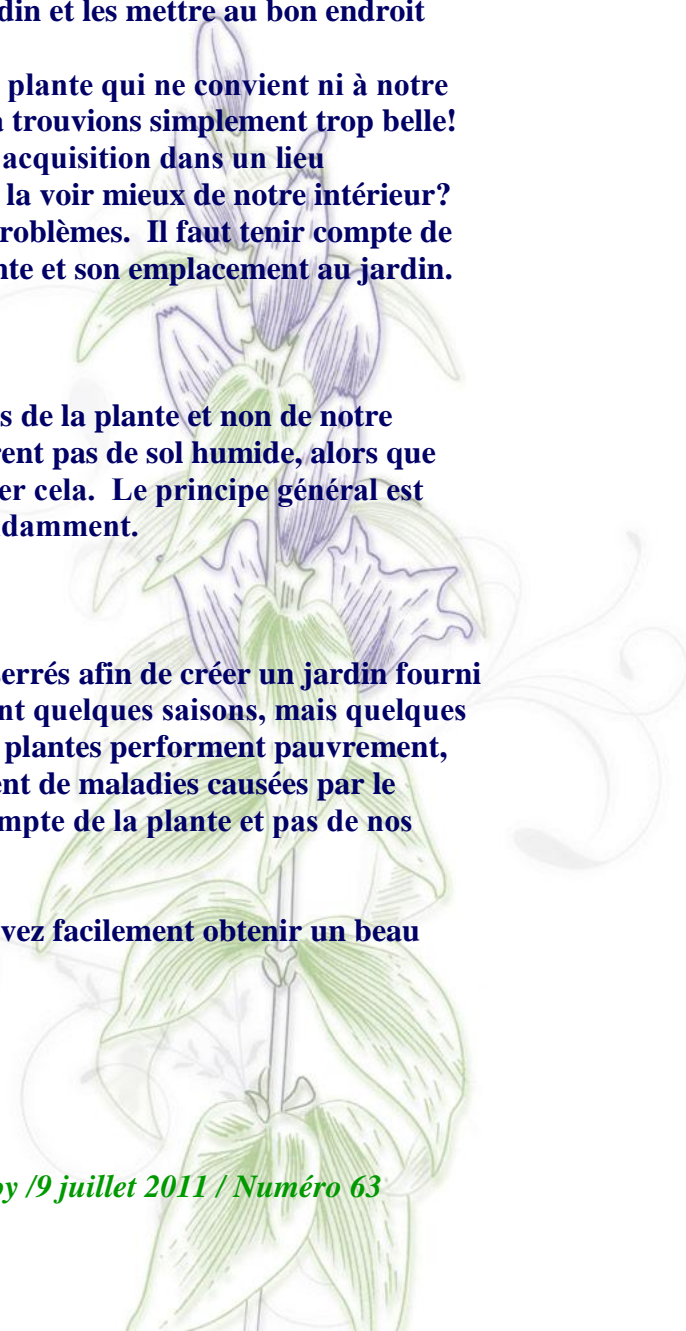 din et les mettre au bon endroit
plante qui ne convient ni à notre
trouvions simplement trop belle!
acquisition dans un lieu
la voir mieux de notre intérieur?
roblèmes.  Il faut tenir compte de
nte et son emplacement au jardin.
s de la plante et non de notre
rent pas de sol humide, alors que
er cela.  Le principe général est
damment.
serrés afin de créer un jardin fourni
nt quelques saisons, mais quelques
plantes performent pauvrement,
ent de maladies causées par le
ompte de la plante et pas de nos
vez facilement obtenir un beau
oy /9 juillet 2011 / Numéro 63